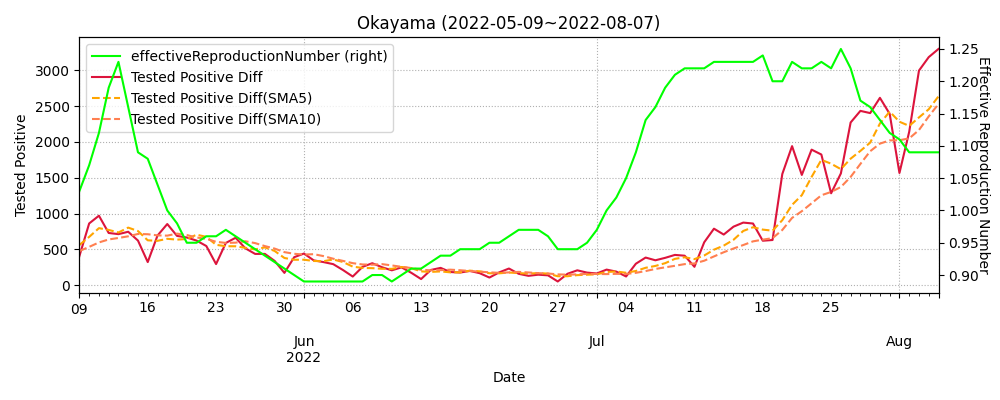 Okayama (2022-05-09~2022-08-07)
effectiveReproductionNumber (right)
Tested Positive Diff
Tested Positive Diff(SMA5)
Tested Positive Diff(SMA10)
Tested Positive
3000
2500
2000
1500
1000
500
0
1.25
1.20
1.15
1.10
1.05
1.00
0.95
0.90
Effective Reproduction Number
09 16 23 30 06 13 20 27 04 11 18 25
Jun Jul Aug
2022
Date